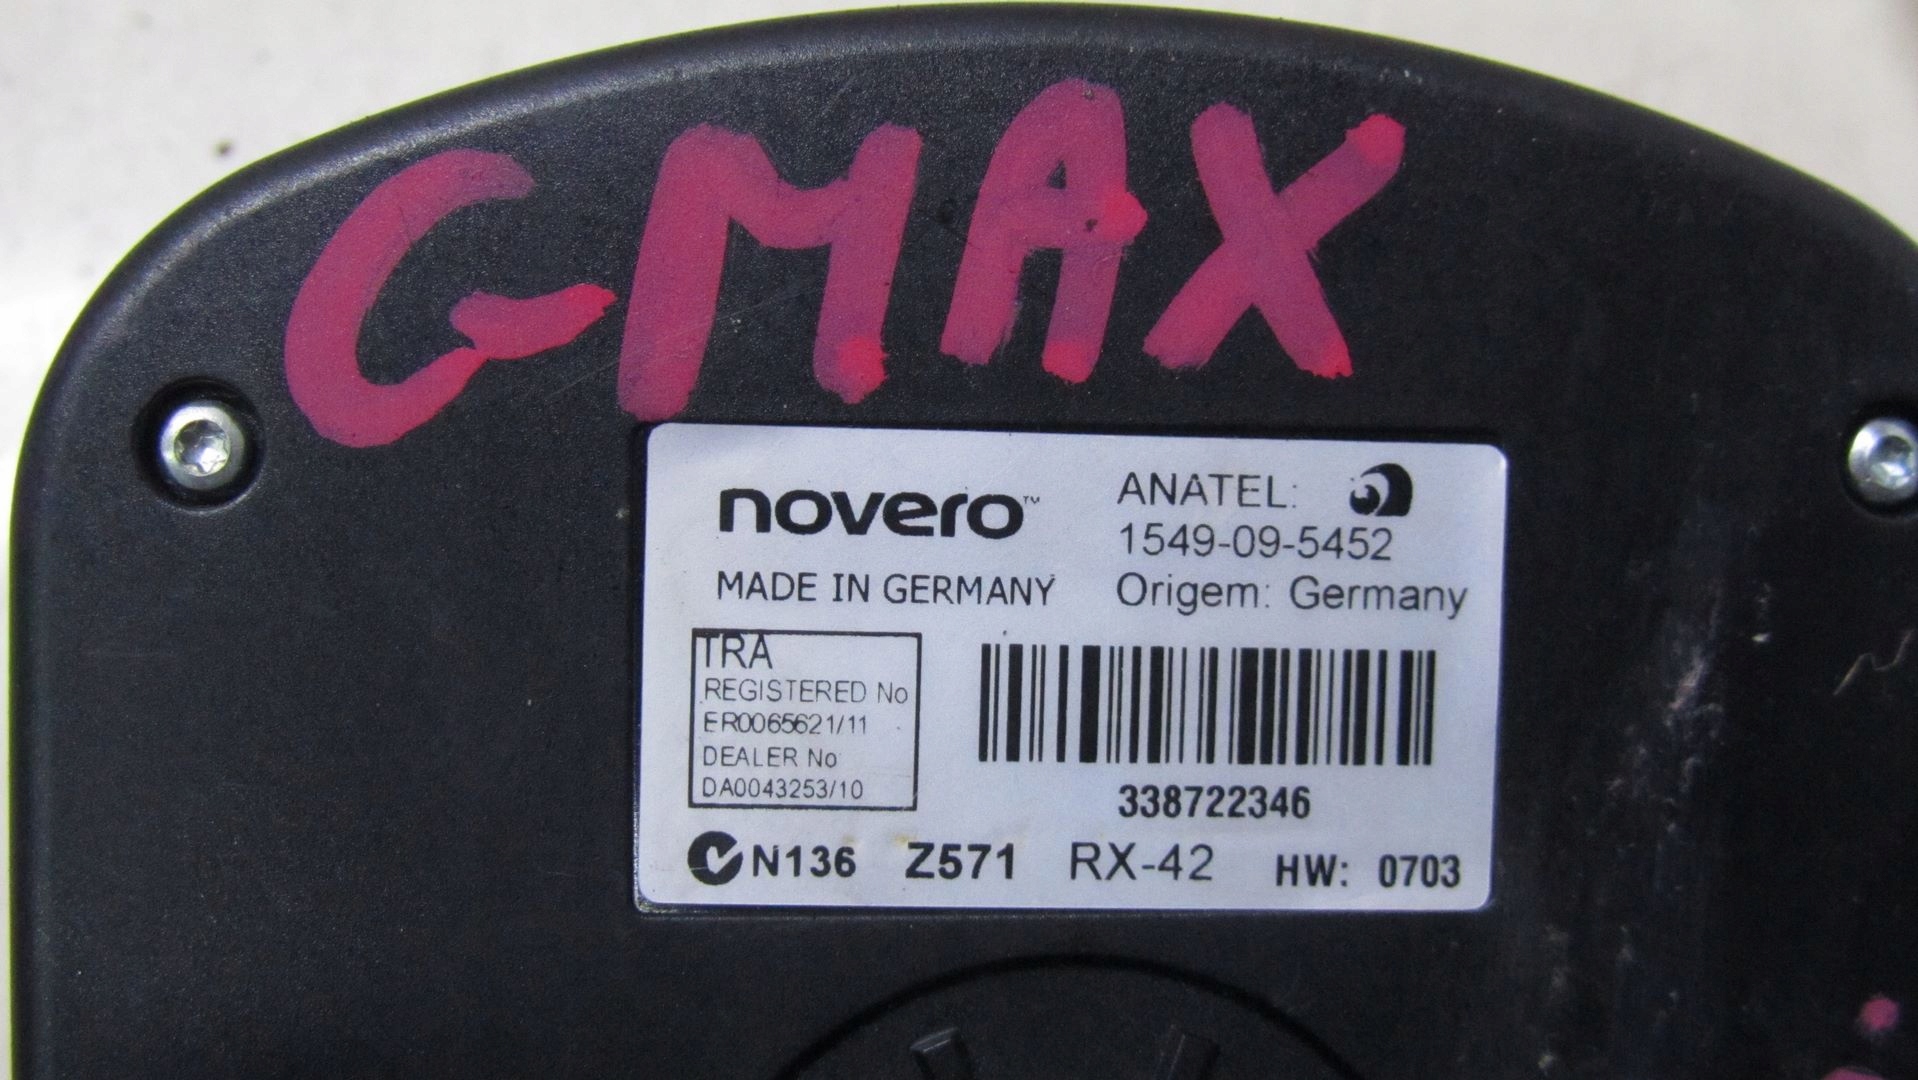 GMAX
novero™
MADE IN GERMANY
ANATEL:
1549-09-5452
Origem: Germany
TRA
REGISTERED No
ER0065621/11
DEALER No
DA0043253/10
338722346
N136 Z571 RX-42 HW: 0703